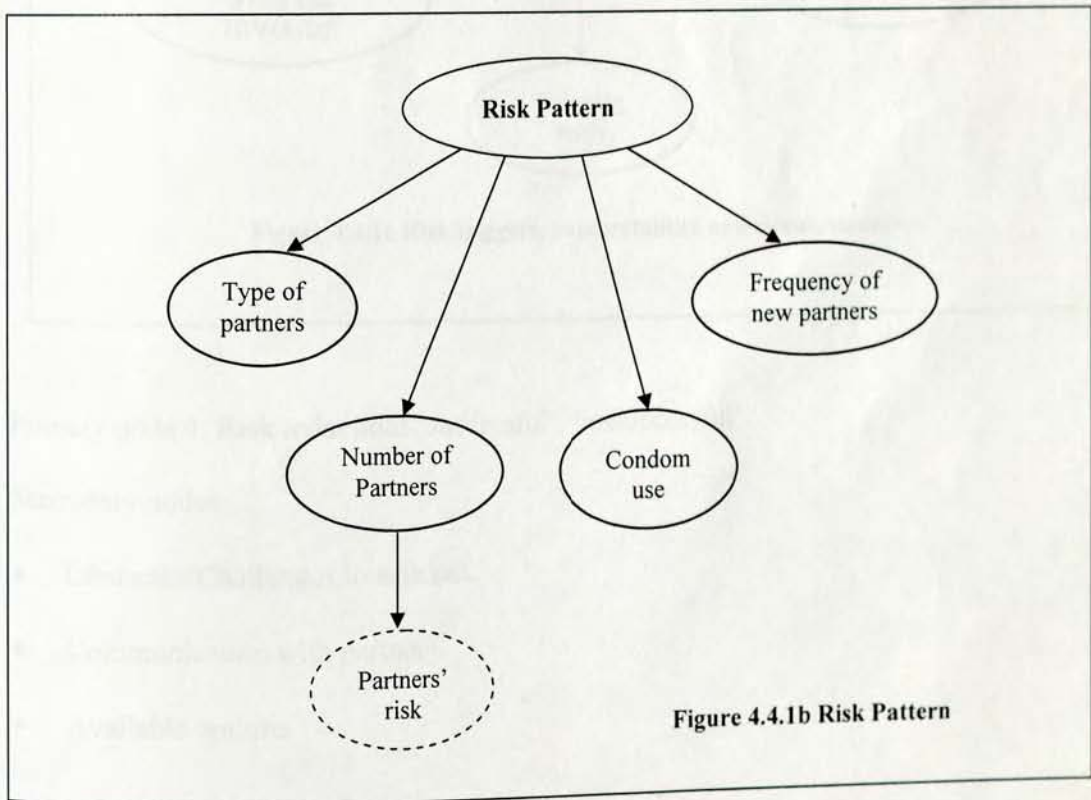 Risk Pattern
Type of
partners
Frequency of
new partners
Number of
Partners
Condom
use
Partners'
risk
Figure 4.4.1b Risk Pattern